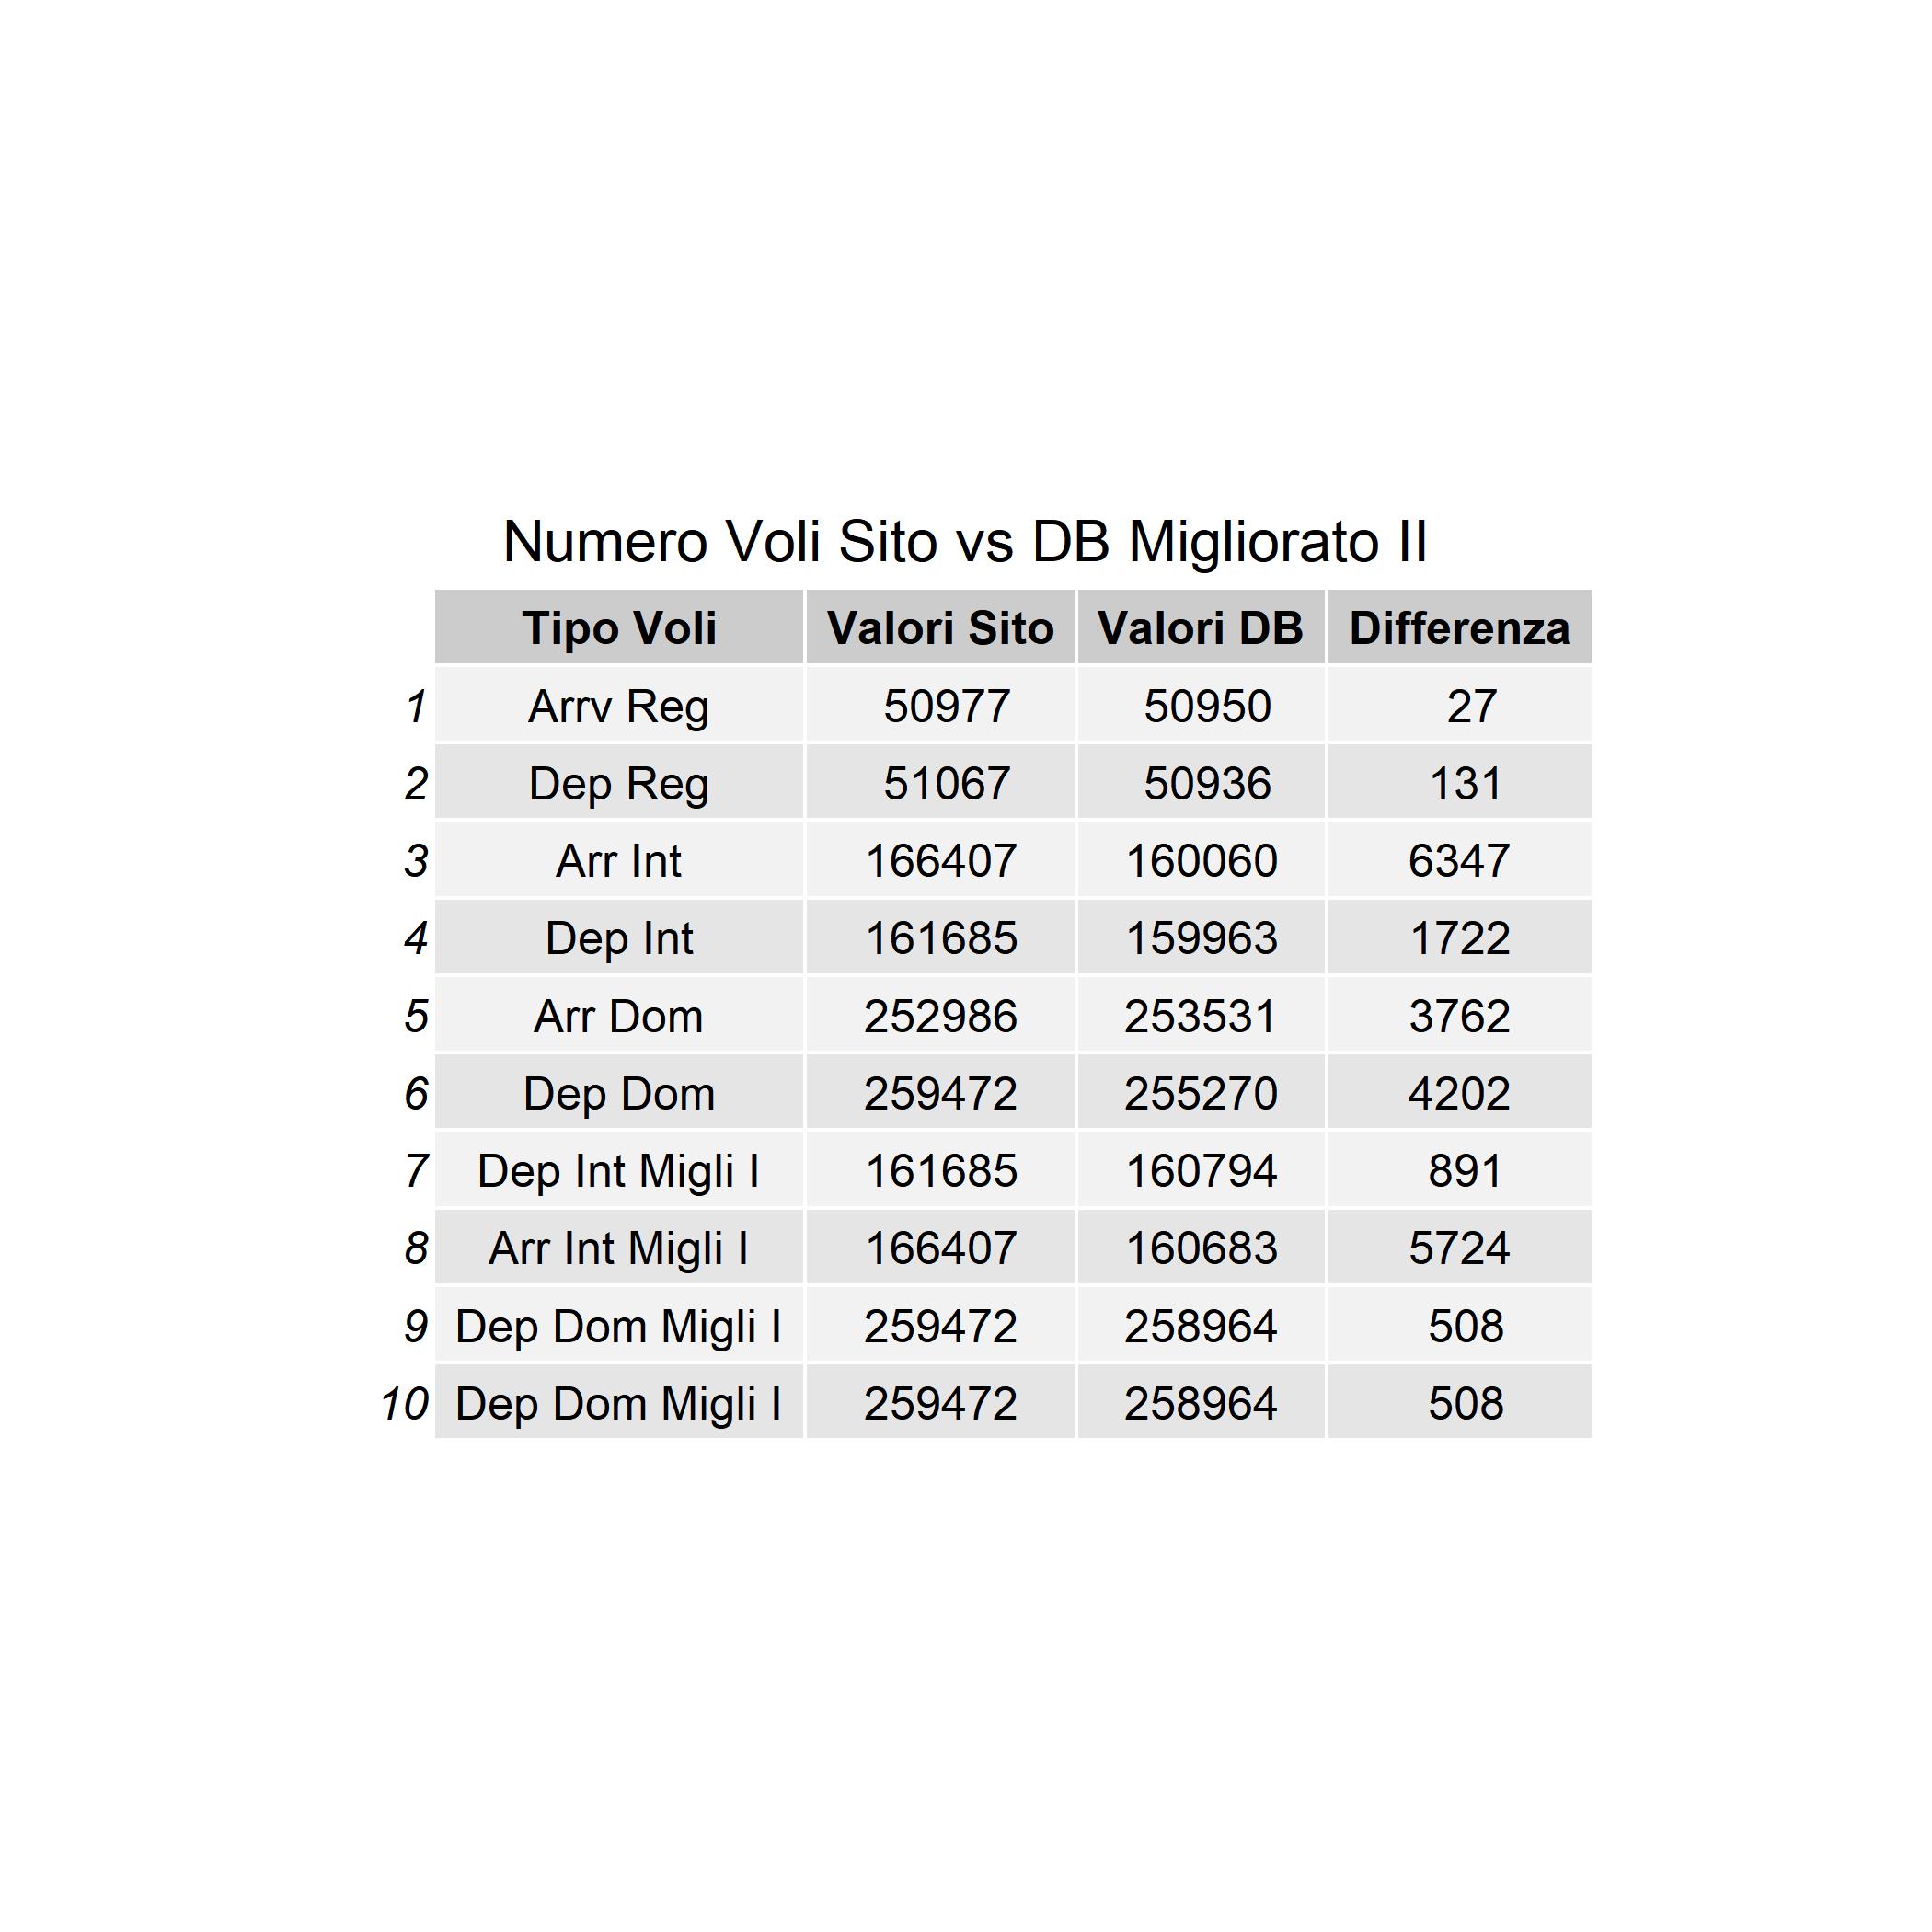 Numero Voli Sito vs DB Migliorato II
Tipo Voli Valori Sito Valori DB Differenza
1 Arrv Reg 50977 50950 27
2 Dep Reg 51067 50936 131
3 Arr Int 166407 160060 6347
4 Dep Int 161685 159963 1722
5 Arr Dom 252986 253531 3762
6 Dep Dom 259472 255270 4202
7 Dep Int Migli I 161685 160794 891
8 Arr Int Migli I 166407 160683 5724
9 Dep Dom Migli I 259472 258964 508
10 Dep Dom Migli I 259472 258964 508